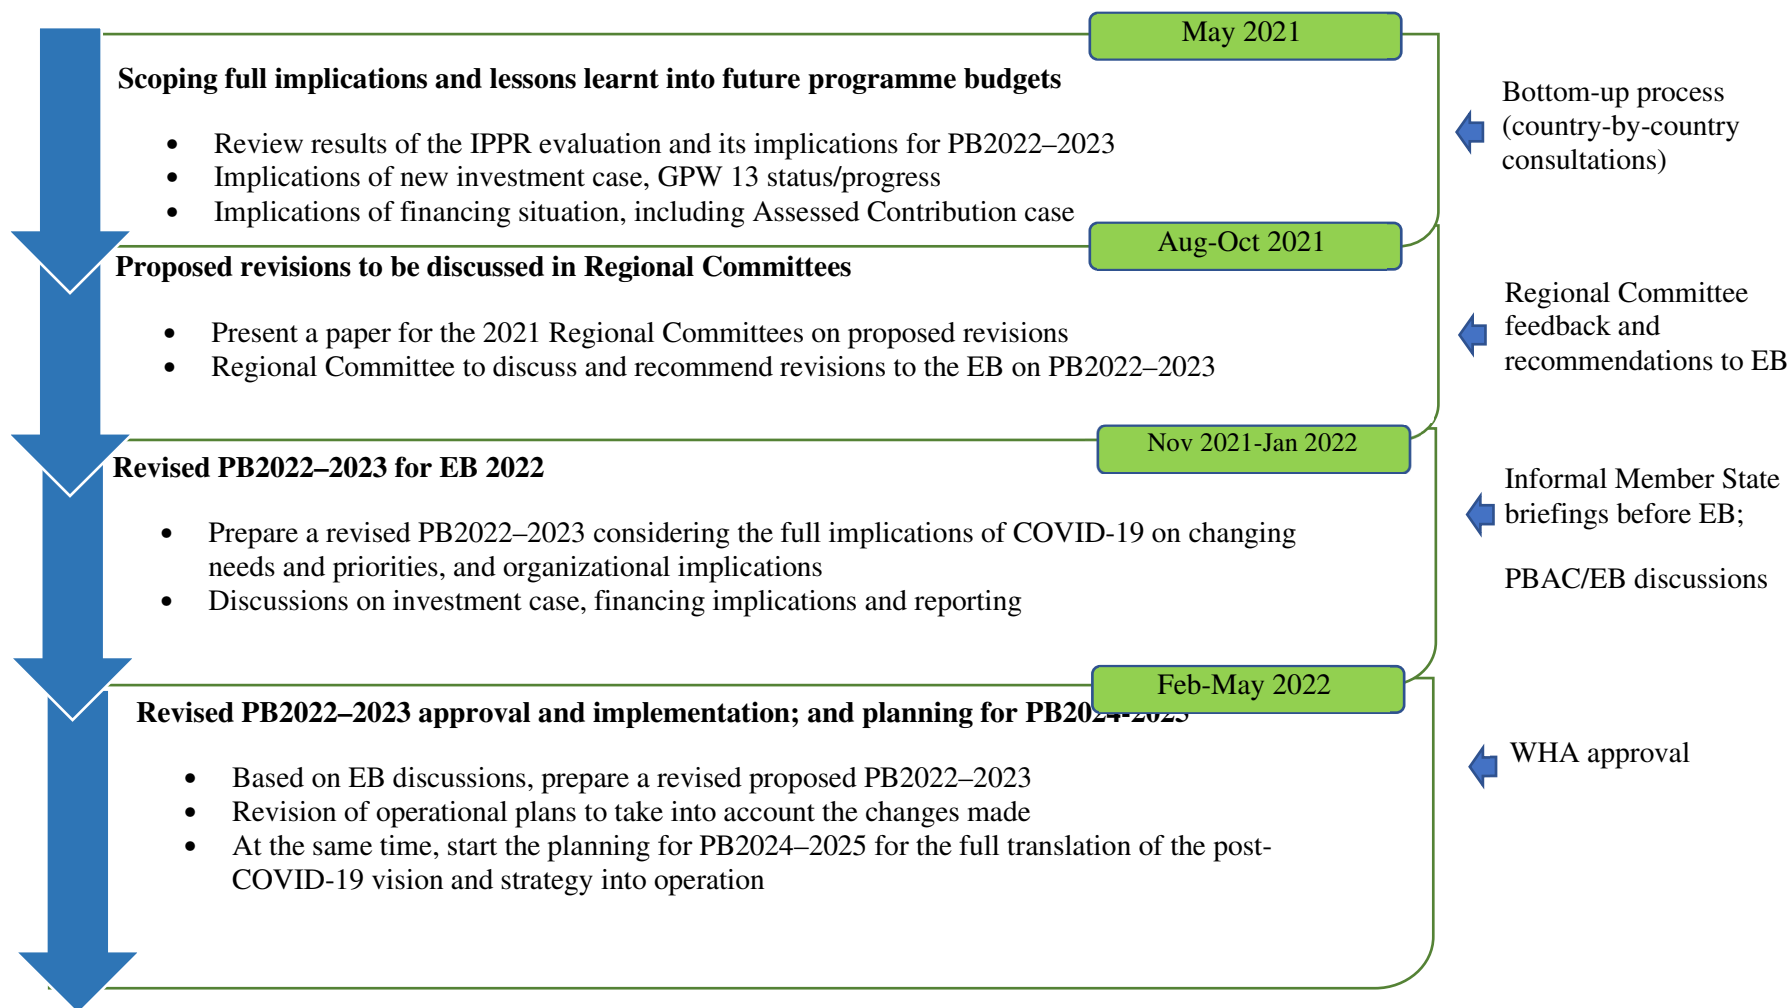 May 2021
Scoping full implications and lessons learnt into future programme budgets
• Review results of the IPPR evaluation and its implications for PB2022–2023
• Implications of new investment case, GPW 13 status/progress
• Implications of financing situation, including Assessed Contribution case
Bottom-up process
(country-by-country
consultations)
Aug-Oct 2021
Proposed revisions to be discussed in Regional Committees
• Present a paper for the 2021 Regional Committees on proposed revisions
• Regional Committee to discuss and recommend revisions to the EB on PB2022–2023
Regional Committee
feedback and
recommendations to EB
Nov 2021-Jan 2022
Revised PB2022–2023 for EB 2022
• Prepare a revised PB2022–2023 considering the full implications of COVID-19 on changing
needs and priorities, and organizational implications
• Discussions on investment case, financing implications and reporting
Informal Member State
briefings before EB;
PBAC/EB discussions
Feb-May 2022
Revised PB2022–2023 approval and implementation; and planning for PB2024-2025
• Based on EB discussions, prepare a revised proposed PB2022–2023
• Revision of operational plans to take into account the changes made
• At the same time, start the planning for PB2024–2025 for the full translation of the post-
COVID-19 vision and strategy into operation
WHA approval